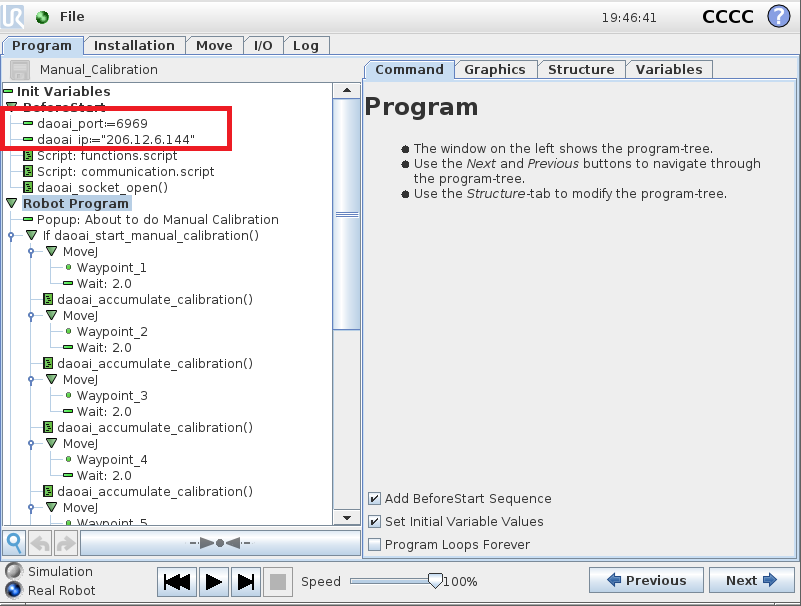 UR File 19:46:41 CCCC ?
Program Installation Move I/O Log
Manual_Calibration
Command Graphics Structure Variables
Init Variables
BeforeStart
daoai_port:=6969
daoai_ip:="206.12.6.144"
Script: functions.script
Script: communication.script
daoai_socket_open()
Robot Program
Popup: About to do Manual Calibration
If daoai_start_manual_calibration()
MoveJ
Waypoint_1
Wait: 2.0
daoai_accumulate_calibration()
MoveJ
Waypoint_2
Wait: 2.0
daoai_accumulate_calibration()
MoveJ
Waypoint_3
Wait: 2.0
daoai_accumulate_calibration()
MoveJ
Waypoint_4
Wait: 2.0
daoai_accumulate_calibration()
MoveJ
Waypoint_5
Program
The window on the left shows the program-tree.
Use the Next and Previous buttons to navigate through
the program-tree.
Use the Structure-tab to modify the program-tree.
Add BeforeStart Sequence
Set Initial Variable Values
Program Loops Forever
Simulation
Real Robot
Speed 100%
Previous Next